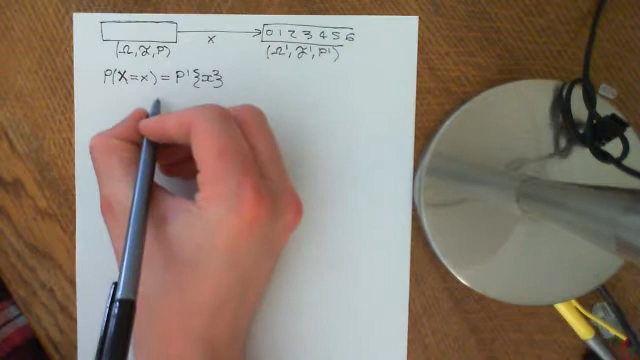 0 1 2 3 4 5 6
X
(Ω, F, P) (Ω', F', P')
P(X=x) = P'{x}